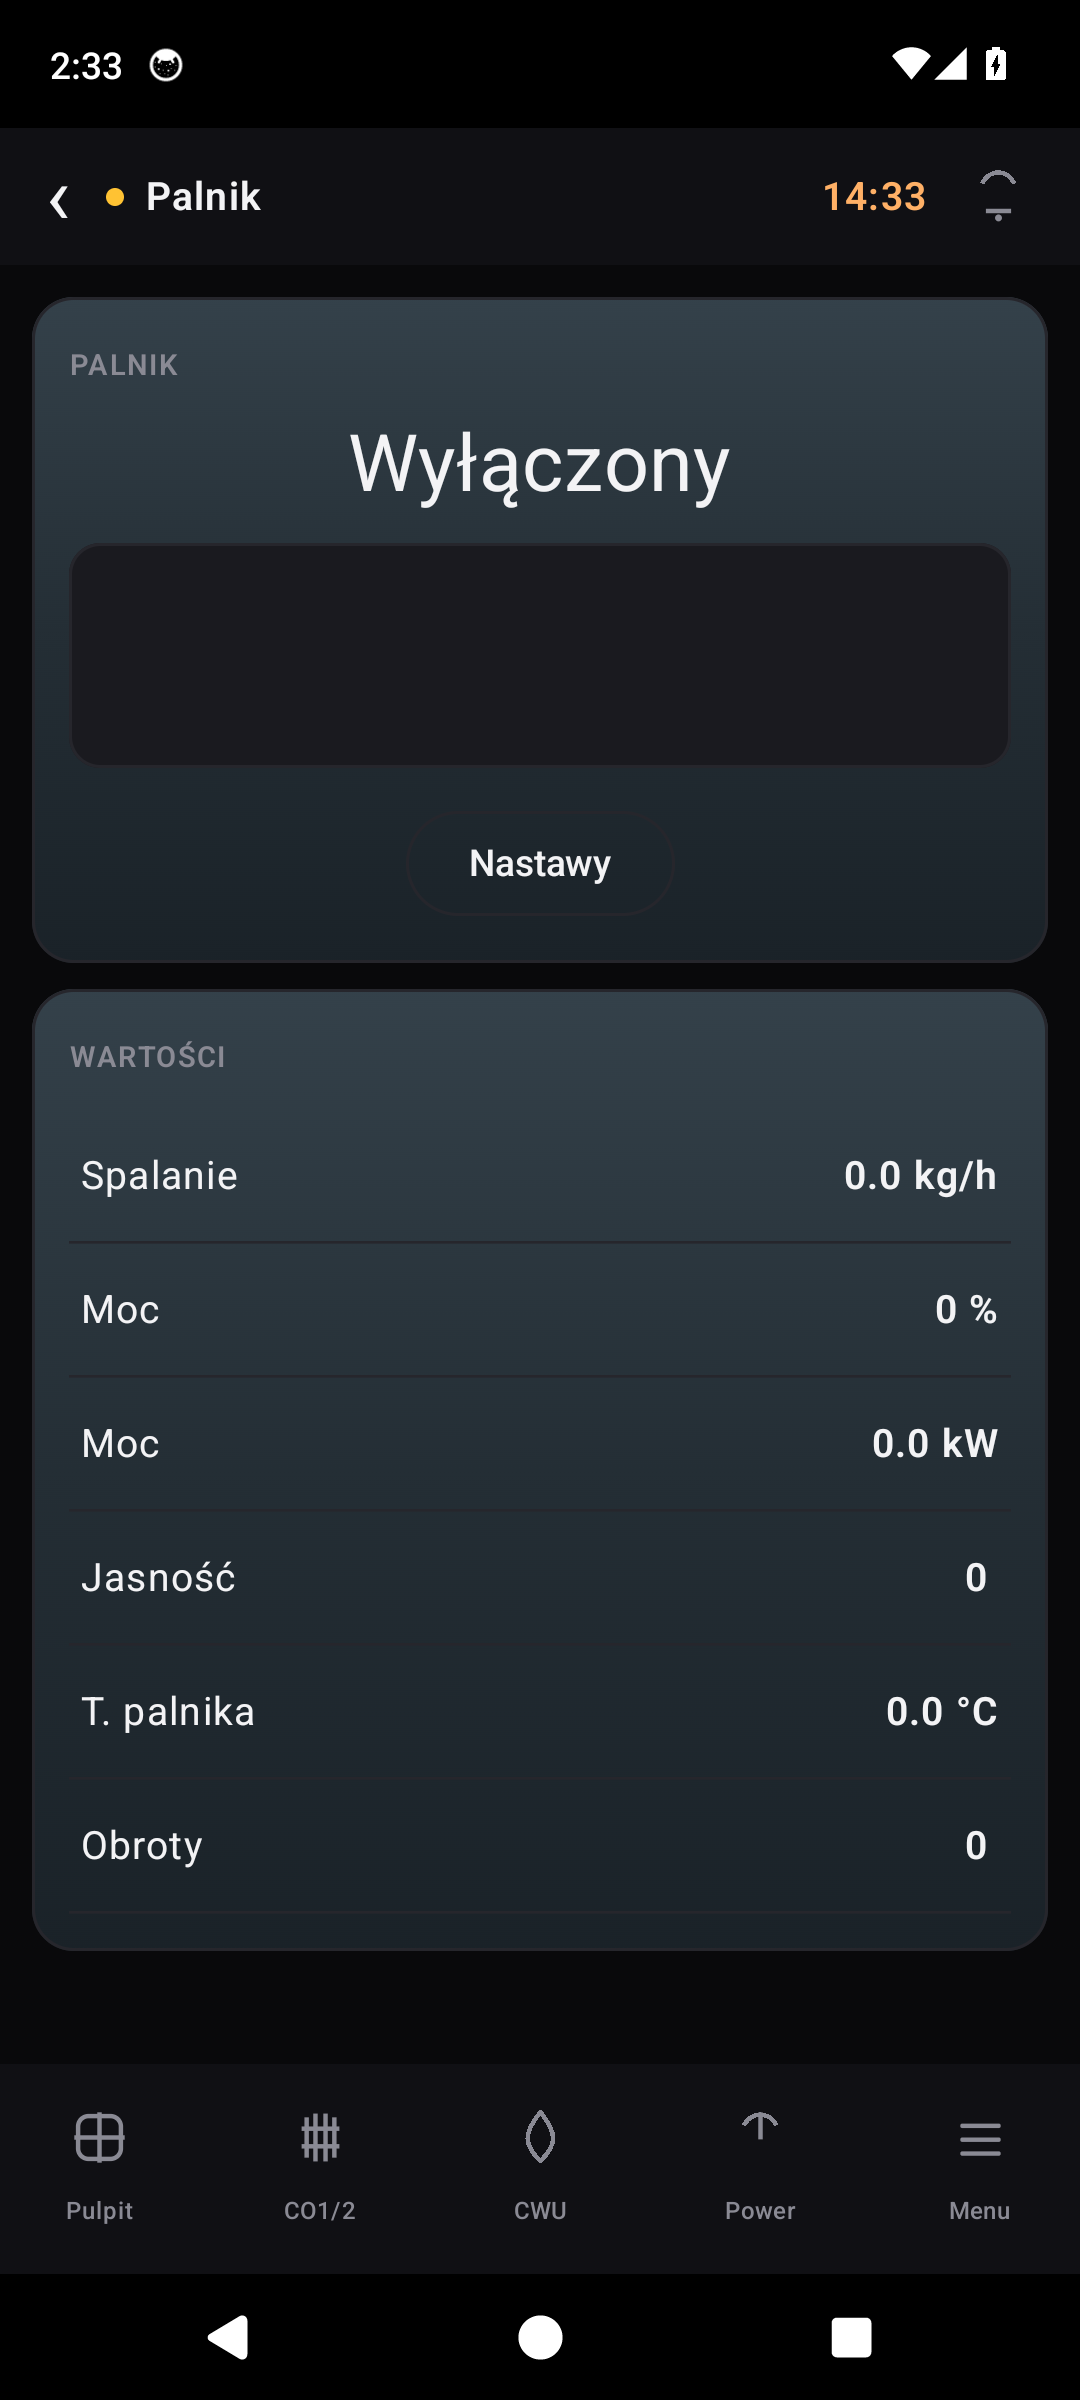 2:33
Palnik
14:33
PALNIK
Wyłączony
Nastawy
WARTOŚCI
Spalanie 0.0 kg/h
Moc 0 %
Moc 0.0 kW
Jasność 0
T. palnika 0.0 °C
Obroty 0
Pulpit CO1/2 CWU Power Menu